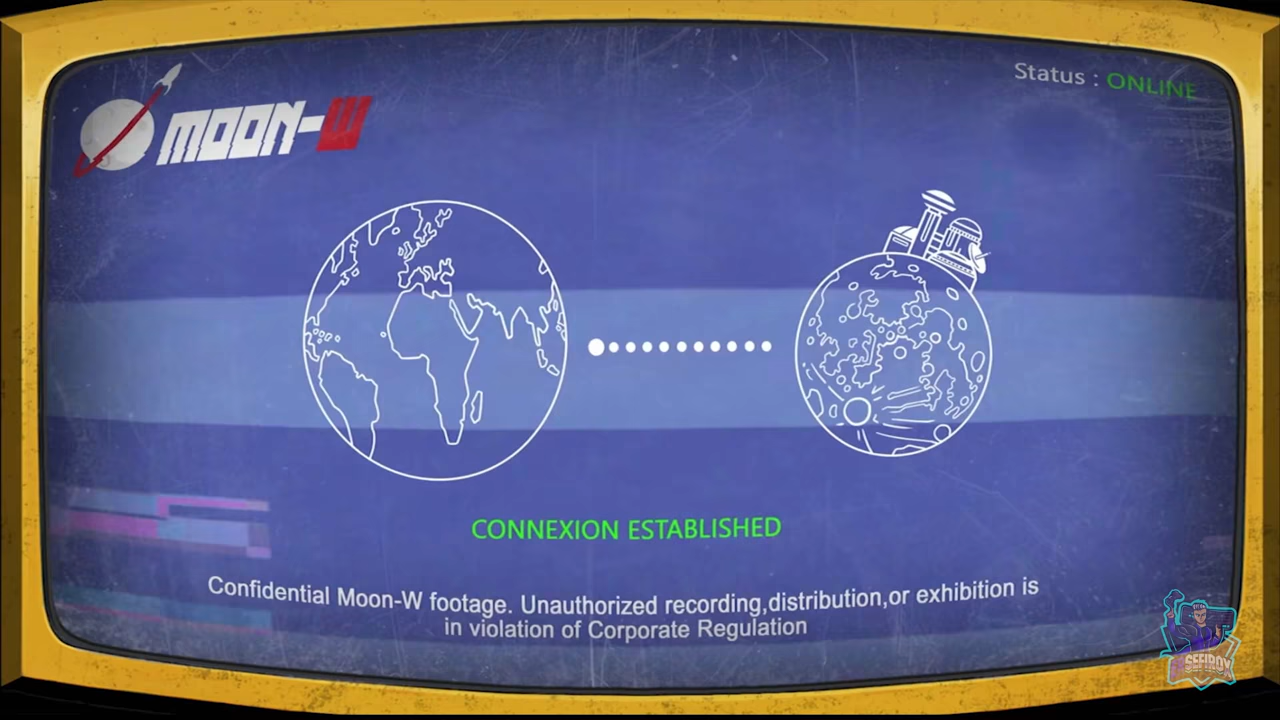 MOON-W
Status : ONLINE
CONNEXION ESTABLISHED
Confidential Moon-W footage. Unauthorized recording,distribution,or exhibition is
in violation of Corporate Regulation
SEFIROX